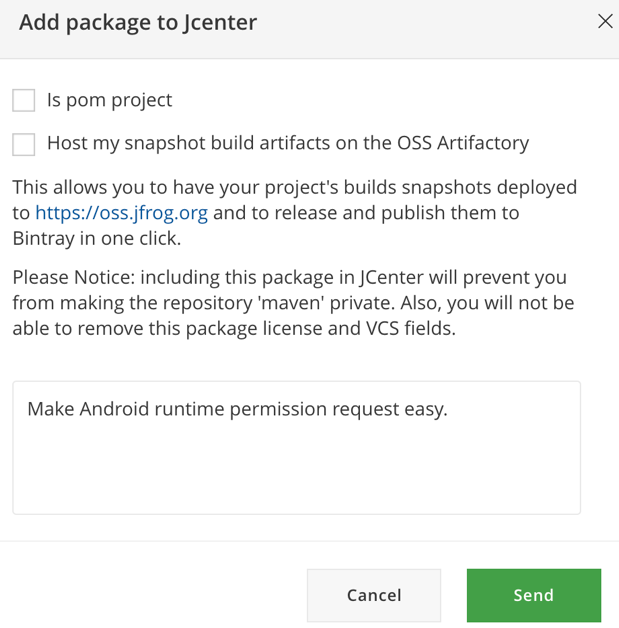 Add package to Jcenter
Is pom project
Host my snapshot build artifacts on the OSS Artifactory
This allows you to have your project's builds snapshots deployed
to https://oss.jfrog.org and to release and publish them to
Bintray in one click.
Please Notice: including this package in JCenter will prevent you
from making the repository 'maven' private. Also, you will not be
able to remove this package license and VCS fields.
Make Android runtime permission request easy.
Cancel
Send